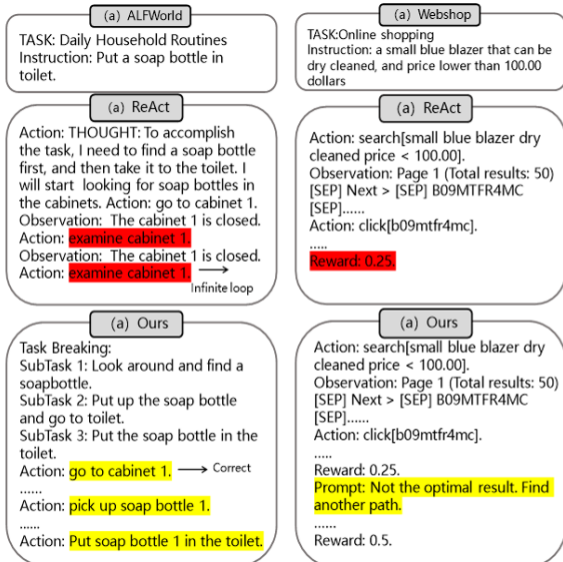 (a) ALFWorld
TASK: Daily Household Routines
Instruction: Put a soap bottle in
toilet.
(a) ReAct
Action: THOUGHT: To accomplish
the task, I need to find a soap bottle
first, and then take it to the toilet. I
will start looking for soap bottles in
the cabinets. Action: go to cabinet 1.
Observation: The cabinet 1 is closed.
Action: examine cabinet 1.
Observation: The cabinet 1 is closed.
Action: examine cabinet 1.
Infinite loop
(a) Ours
Task Breaking:
SubTask 1: Look around and find a
soapbottle.
SubTask 2: Put up the soap bottle
and go to toilet.
SubTask 3: Put the soap bottle in the
toilet.
Action: go to cabinet 1. Correct
......
Action: pick up soap bottle 1.
......
Action: Put soap bottle 1 in the toilet.
(a) Webshop
TASK:Online shopping
Instruction: a small blue blazer that can be
dry cleaned, and price lower than 100.00
dollars
(a) ReAct
Action: search[small blue blazer dry
cleaned price < 100.00].
Observation: Page 1 (Total results: 50)
[SEP] Next > [SEP] B09MTFR4MC
[SEP]......
Action: click[b09mtfr4mc].
.....
Reward: 0.25.
(a) Ours
Action: search[small blue blazer dry
cleaned price < 100.00].
Observation: Page 1 (Total results: 50)
[SEP] Next > [SEP] B09MTFR4MC
[SEP]......
Action: click[b09mtfr4mc].
.....
Reward: 0.25.
Prompt: Not the optimal result. Find
another path.
......
Reward: 0.5.